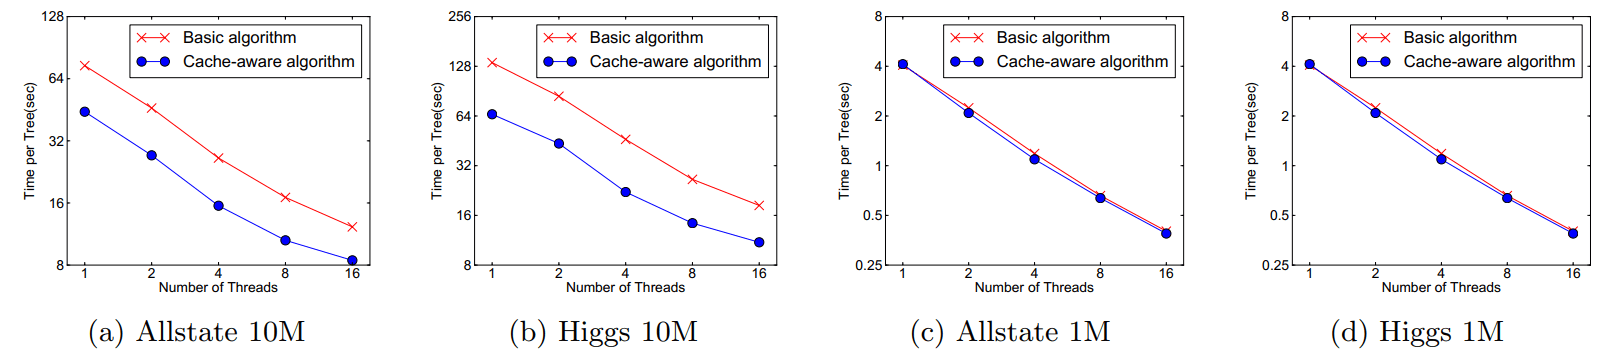 128
64
32
16
8
Time per Tree(sec)
Basic algorithm
Cache-aware algorithm
1 2 4 8 16
Number of Threads
(a) Allstate 10M
256
128
64
32
16
8
Time per Tree(sec)
Basic algorithm
Cache-aware algorithm
1 2 4 8 16
Number of Threads
(b) Higgs 10M
8
4
2
1
0.5
0.25
Time per Tree(sec)
Basic algorithm
Cache-aware algorithm
1 2 4 8 16
Number of Threads
(c) Allstate 1M
8
4
2
1
0.5
0.25
Time per Tree(sec)
Basic algorithm
Cache-aware algorithm
1 2 4 8 16
Number of Threads
(d) Higgs 1M